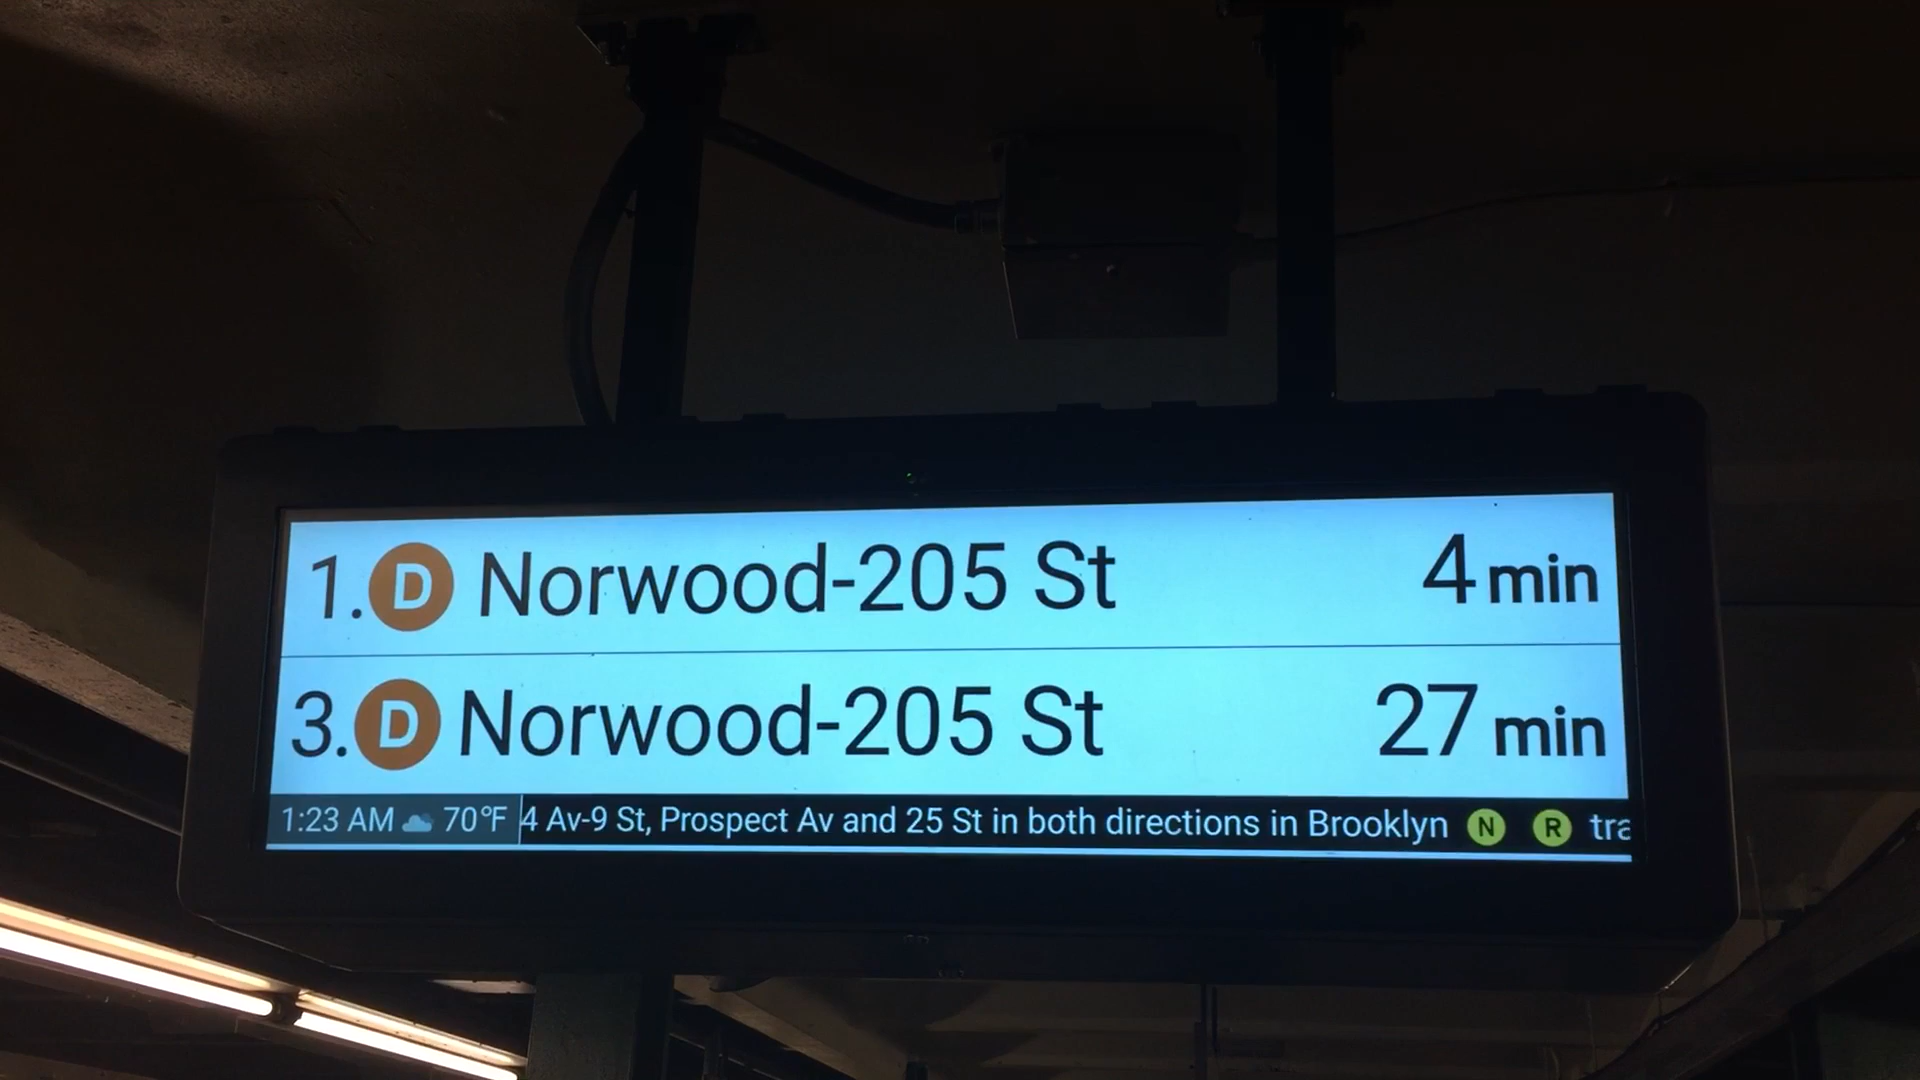 1. D Norwood-205 St 4 min
3. D Norwood-205 St 27 min
1:23 AM 70°F 4 Av-9 St, Prospect Av and 25 St in both directions in Brooklyn N R tra